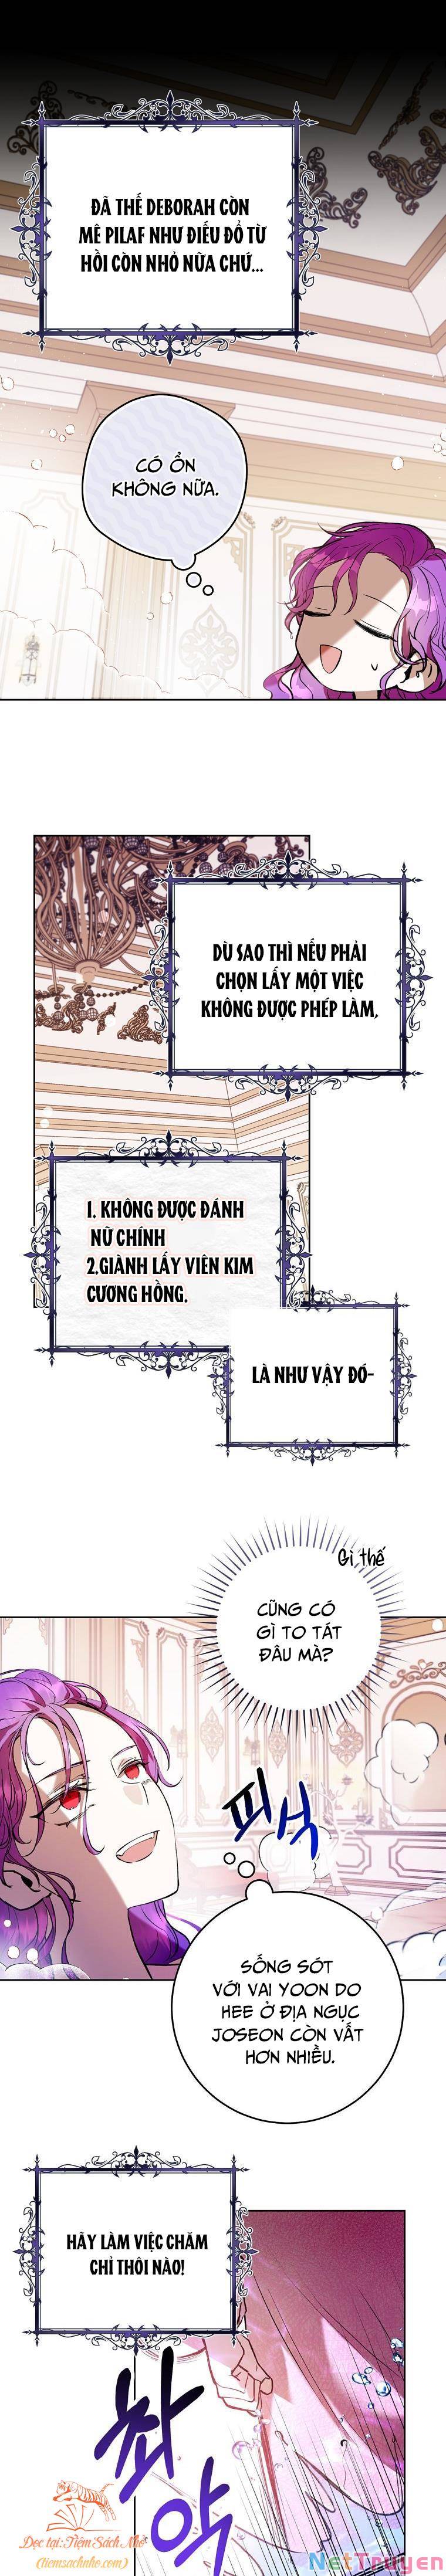 ĐÃ THẾ DEBORAH CÒN
MÊ PILAF NHƯ ĐIẾU ĐỔ TỪ
HỒI CÒN NHỎ NỮA CHỨ...
CÓ ỔN
KHÔNG NỮA.
DÙ SAO THÌ NẾU PHẢI
CHỌN LẤY MỘT VIỆC
KHÔNG ĐƯỢC PHÉP LÀM,
1. KHÔNG ĐƯỢC ĐÁNH
NỮ CHÍNH
2.GIÀNH LẤY VIÊN KIM
CƯƠNG HỒNG.
LÀ NHƯ VẬY ĐÓ-
Gì thế
CŨNG CÓ
GÌ TO TÁT
ĐÂU MÀ?
피식
SỐNG SÓT
VỚI VAI YOON DO
HEE Ở ĐỊA NGỤC
JOSEON CÒN VẤT
HƠN NHIỀU.
HÃY LÀM VIỆC CHĂM
CHỈ THÔI NÀO!
촤악
Đọc tại:Tiệm Sách Nhỏ
(tiemsachnho.com)
NetTruyen